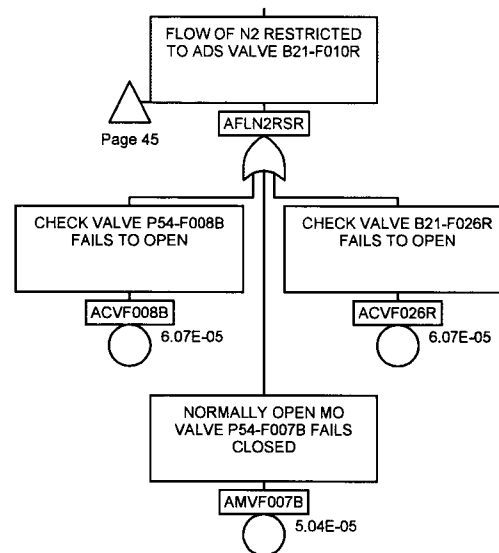 FLOW OF N2 RESTRICTED
TO ADS VALVE B21-F010R
Page 45
AFLN2RSR
CHECK VALVE P54-F008B
FAILS TO OPEN
CHECK VALVE B21-F026R
FAILS TO OPEN
ACVF008B
6.07E-05
ACVF026R
6.07E-05
NORMALLY OPEN MO
VALVE P54-F007B FAILS
CLOSED
AMVF007B
5.04E-05